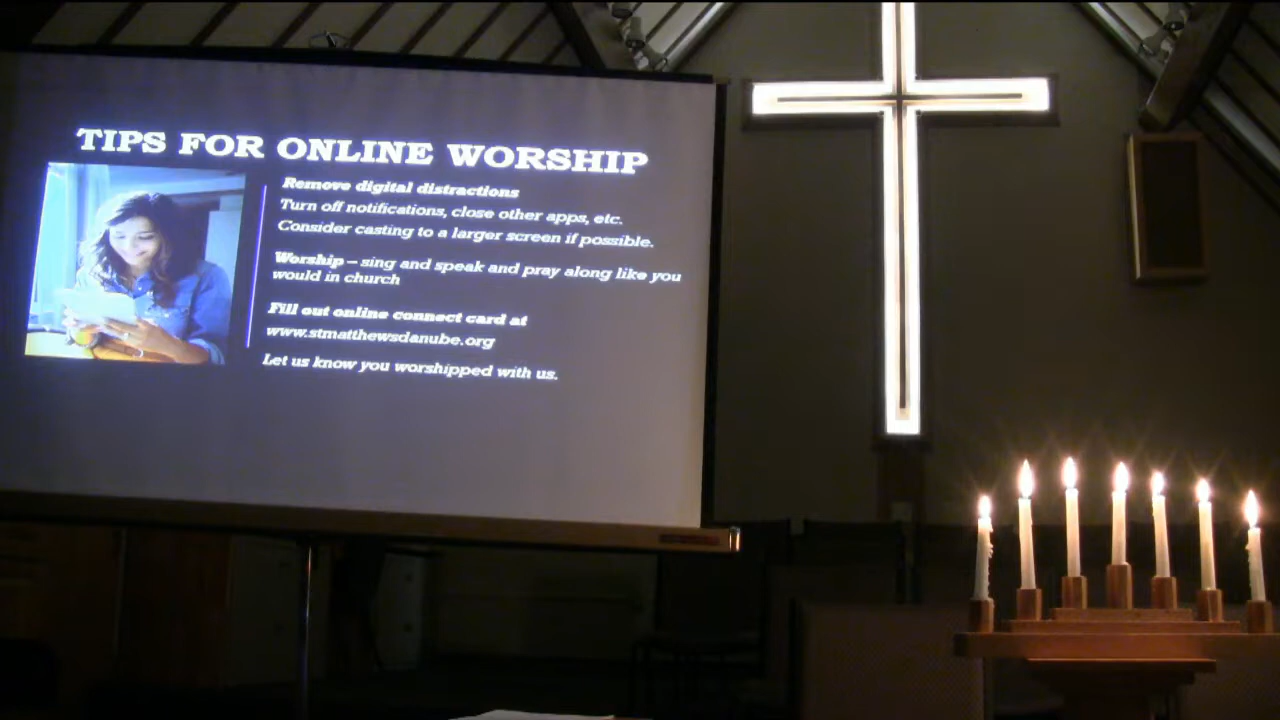 TIPS FOR ONLINE WORSHIP
Remove digital distractions
Turn off notifications, close other apps, etc.
Consider casting to a larger screen if possible.
Worship – sing and speak and pray along like you
would in church
Fill out online connect card at
www.stmatthewsdanube.org
Let us know you worshipped with us.